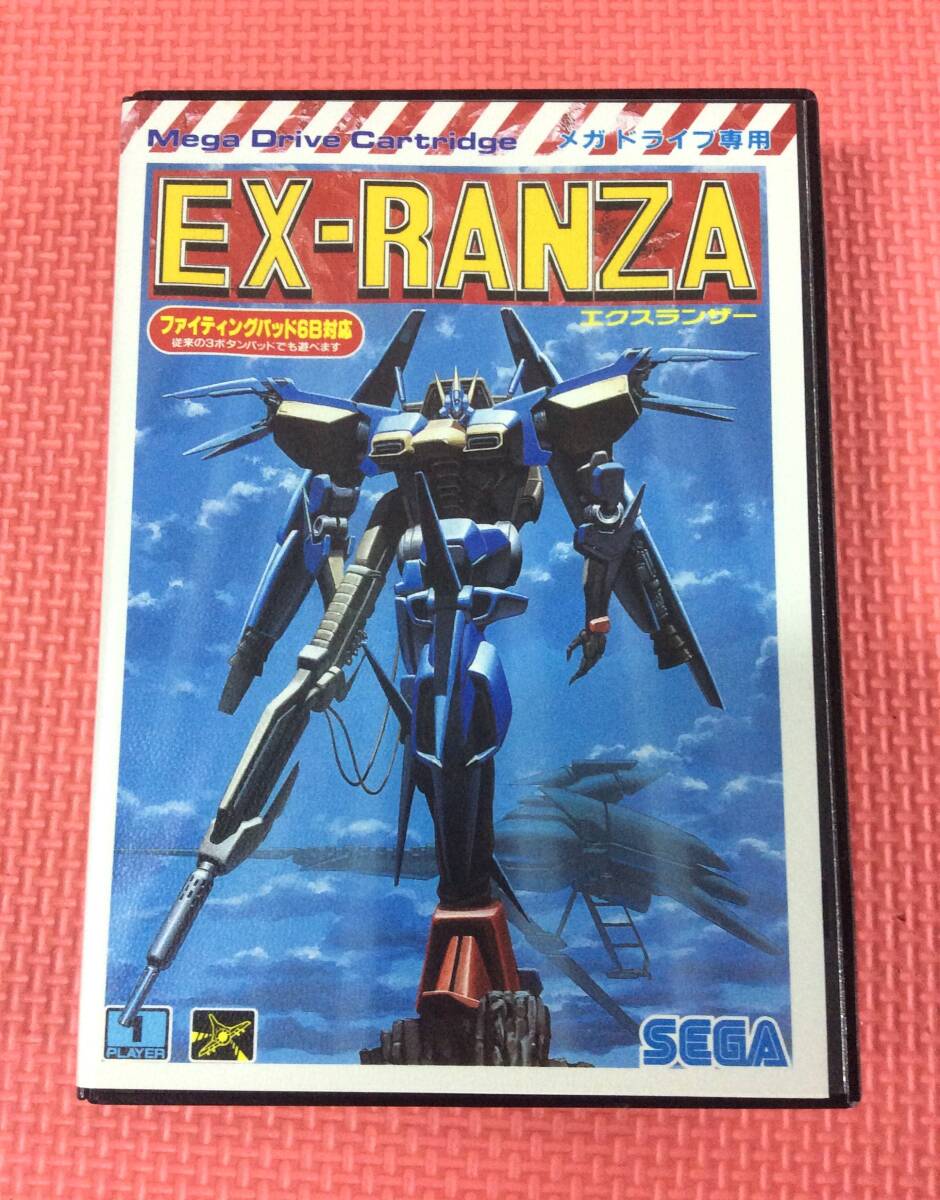 Mega Drive Cartridge メガドライブ専用
EX-RANZA
エクスランザー
ファイティングパッド6B対応
従来の3ボタンパッドでも遊べます
1
PLAYER
SEGA